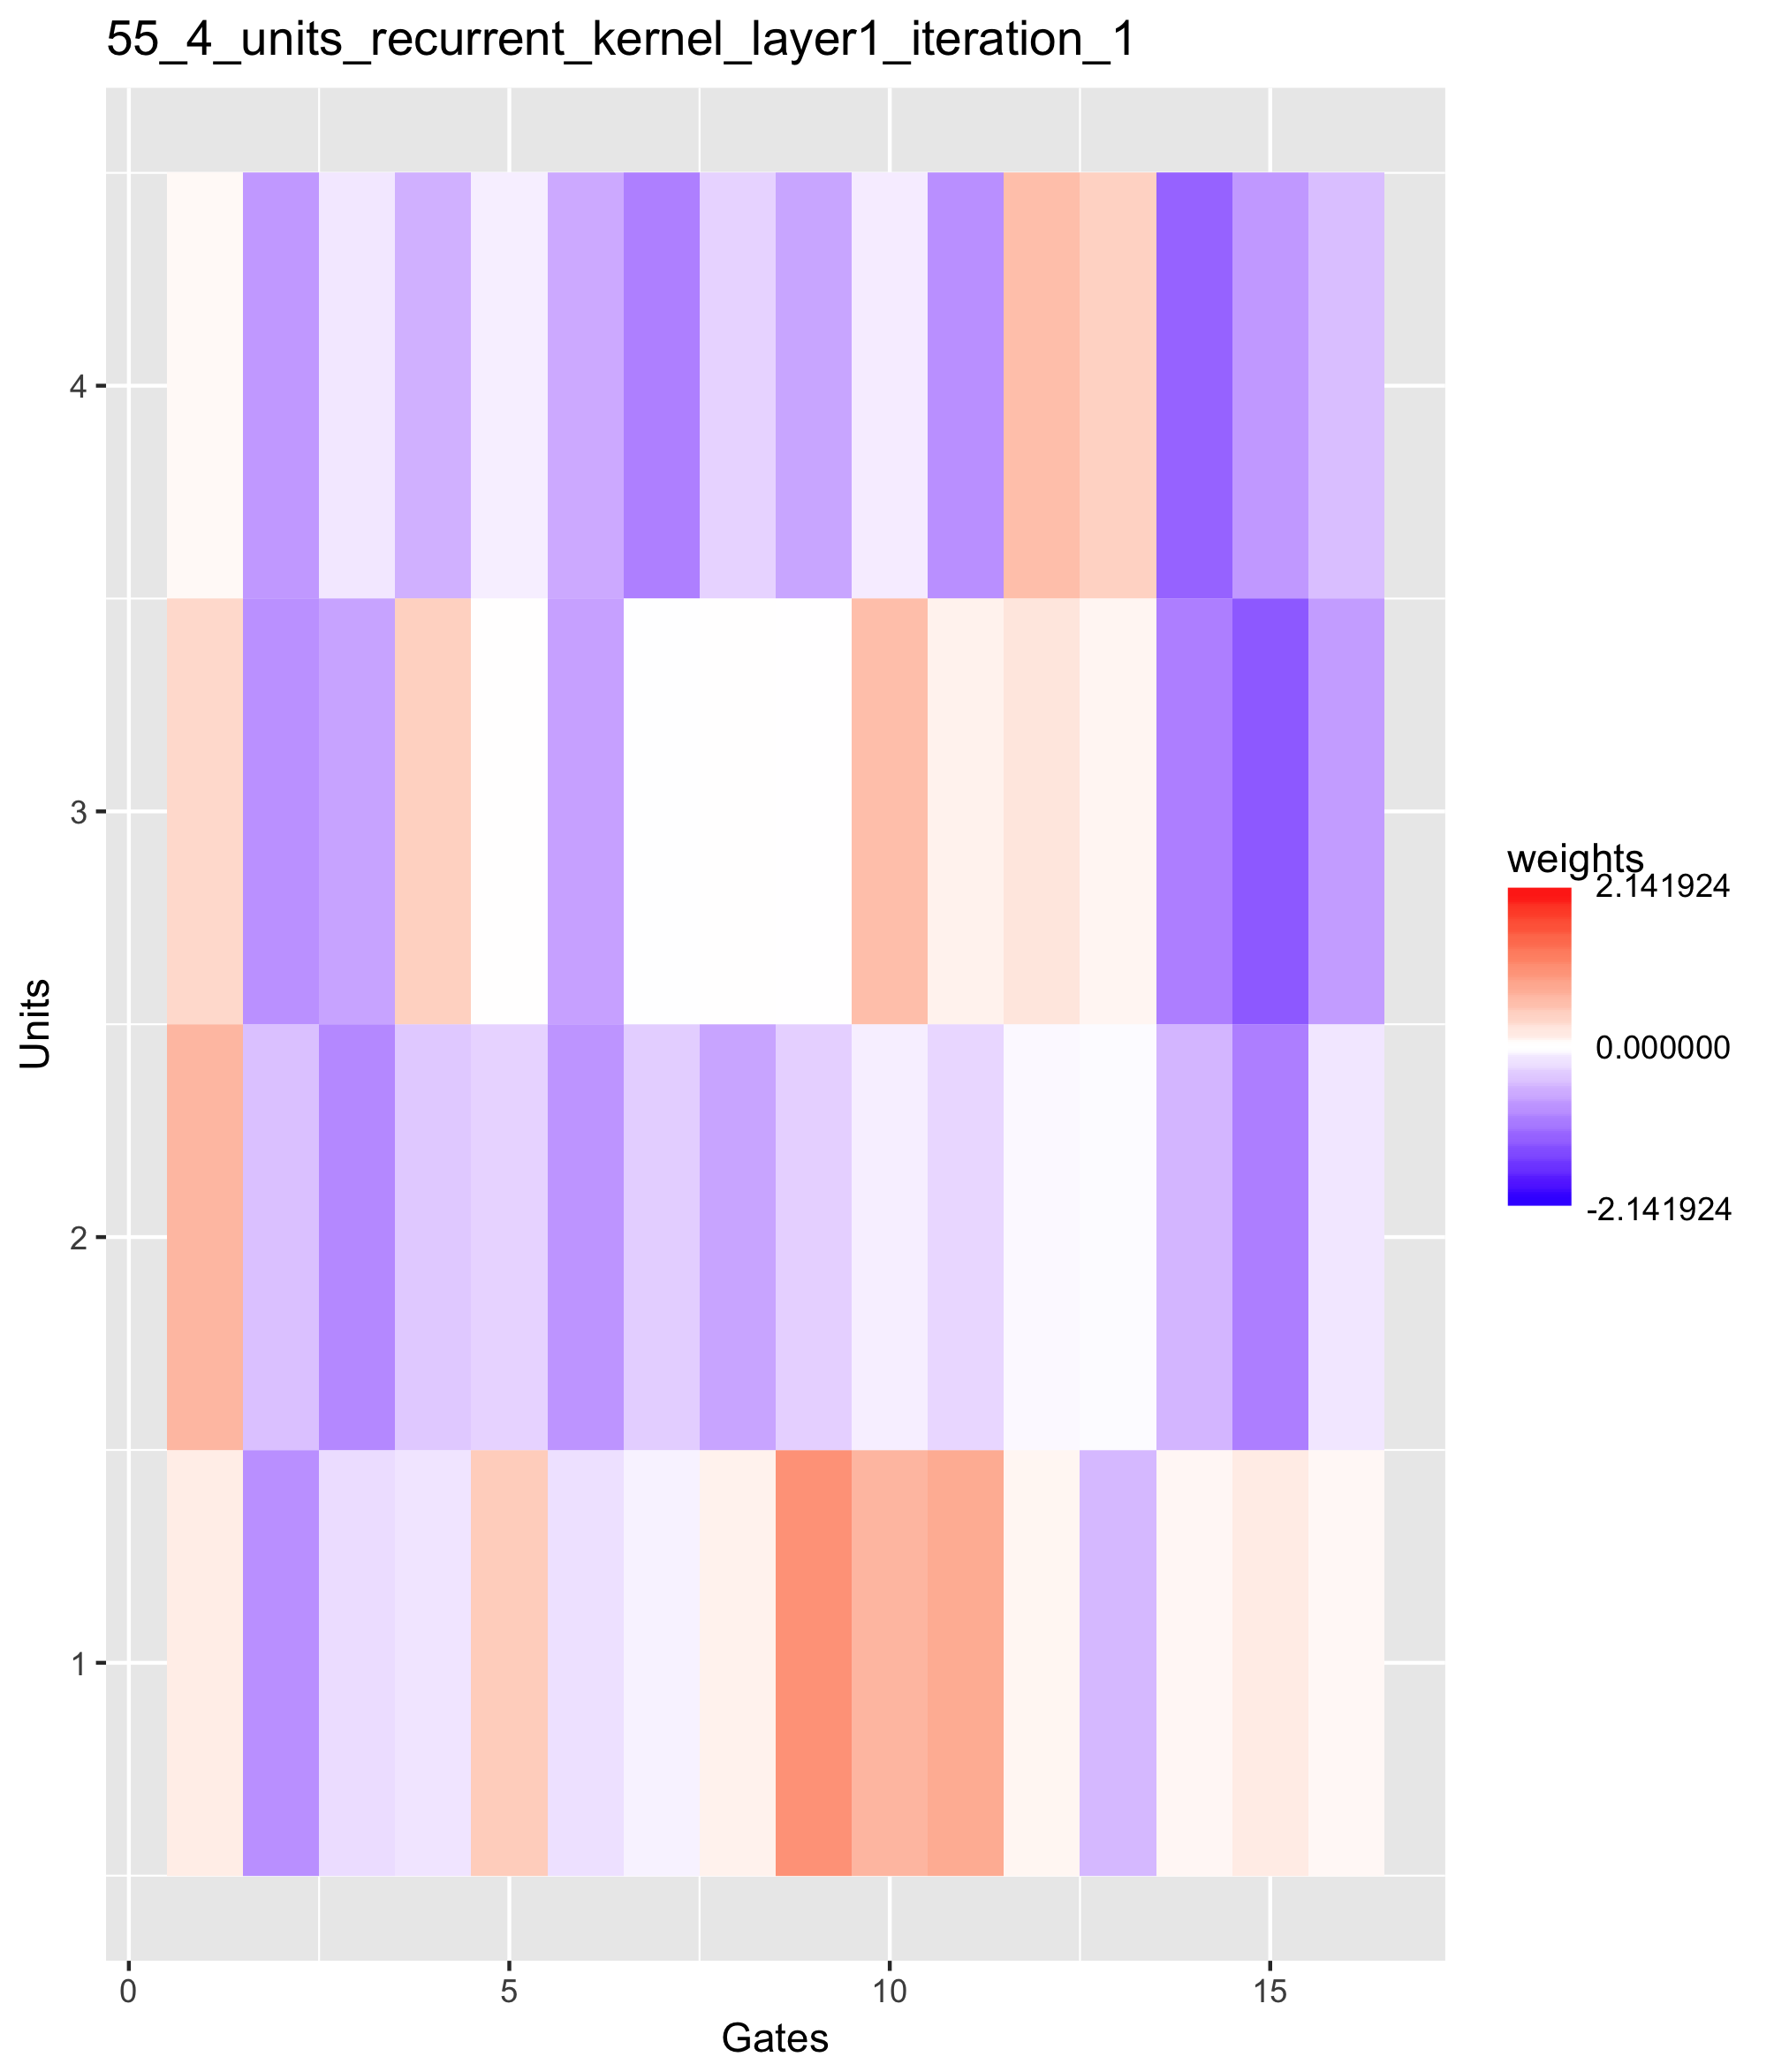 55_4_units_recurrent_kernel_layer1_iteration_1
Units
4
3
2
1
0 5 10 15
Gates
weights
2.141924
0.000000
-2.141924